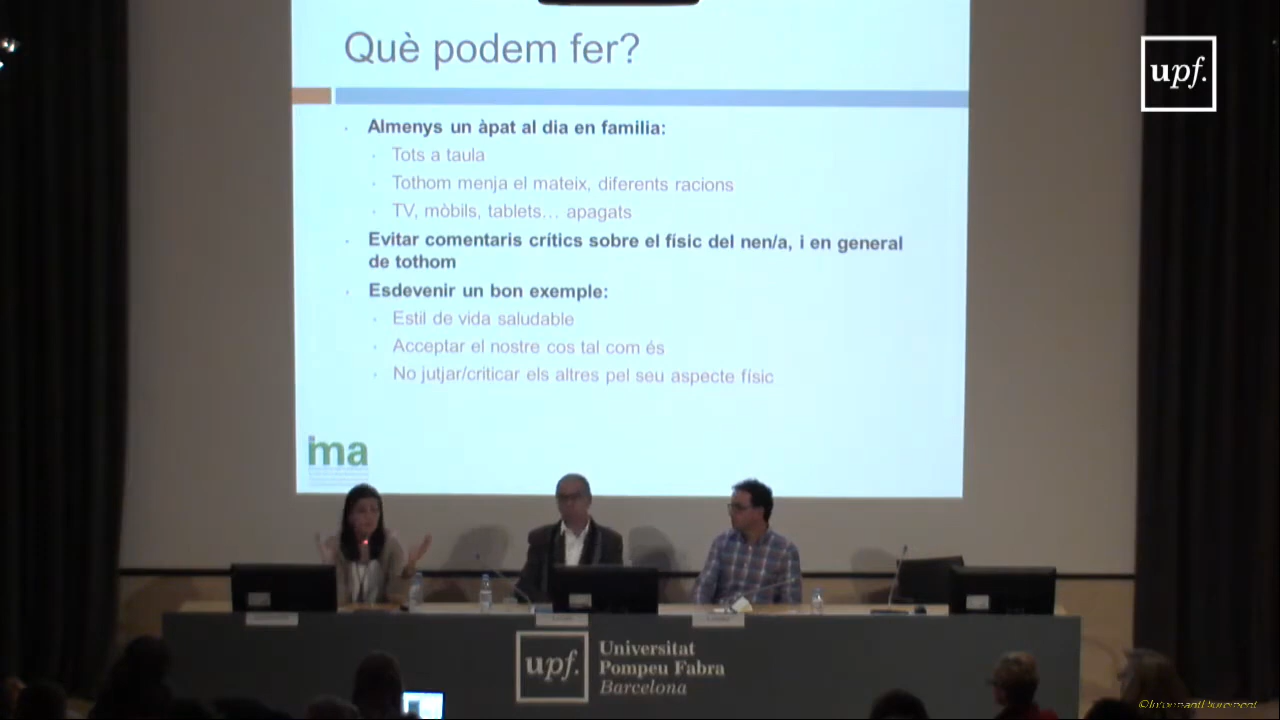 Què podem fer?
upf.
Almenys un àpat al dia en familia:
Tots a taula
Tothom menja el mateix, diferents racions
TV, mòbils, tablets... apagats
Evitar comentaris crítics sobre el físic del nen/a, i en general
de tothom
Esdevenir un bon exemple:
Estil de vida saludable
Acceptar el nostre cos tal com és
No jutjar/criticar els altres pel seu aspecte físic
ima
upf.
Universitat
Pompeu Fabra
Barcelona